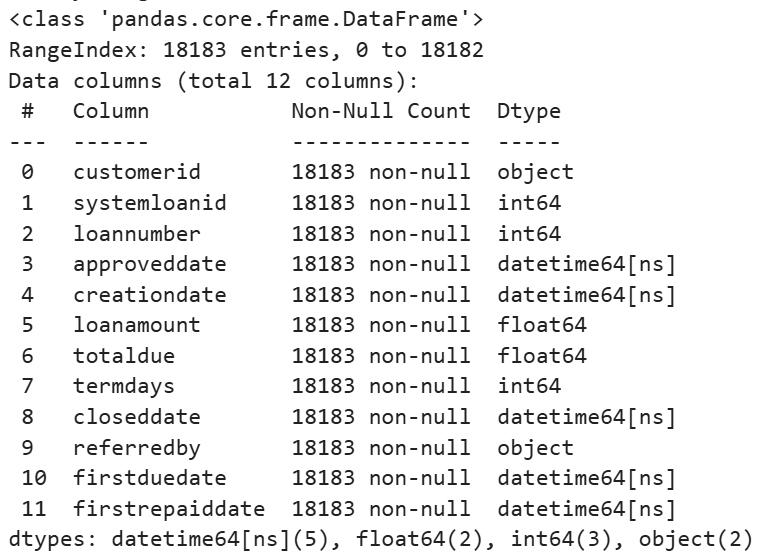 <class 'pandas.core.frame.DataFrame'>
RangeIndex: 18183 entries, 0 to 18182
Data columns (total 12 columns):
 #   Column           Non-Null Count  Dtype
---  ------           --------------  -----
 0   customerid       18183 non-null  object
 1   systemloanid     18183 non-null  int64
 2   loannumber       18183 non-null  int64
 3   approveddate     18183 non-null  datetime64[ns]
 4   creationdate     18183 non-null  datetime64[ns]
 5   loanamount       18183 non-null  float64
 6   totaldue         18183 non-null  float64
 7   termdays         18183 non-null  int64
 8   closeddate       18183 non-null  datetime64[ns]
 9   referredby       18183 non-null  object
 10  firstduedate     18183 non-null  datetime64[ns]
 11  firstrepaiddate  18183 non-null  datetime64[ns]
dtypes: datetime64[ns](5), float64(2), int64(3), object(2)